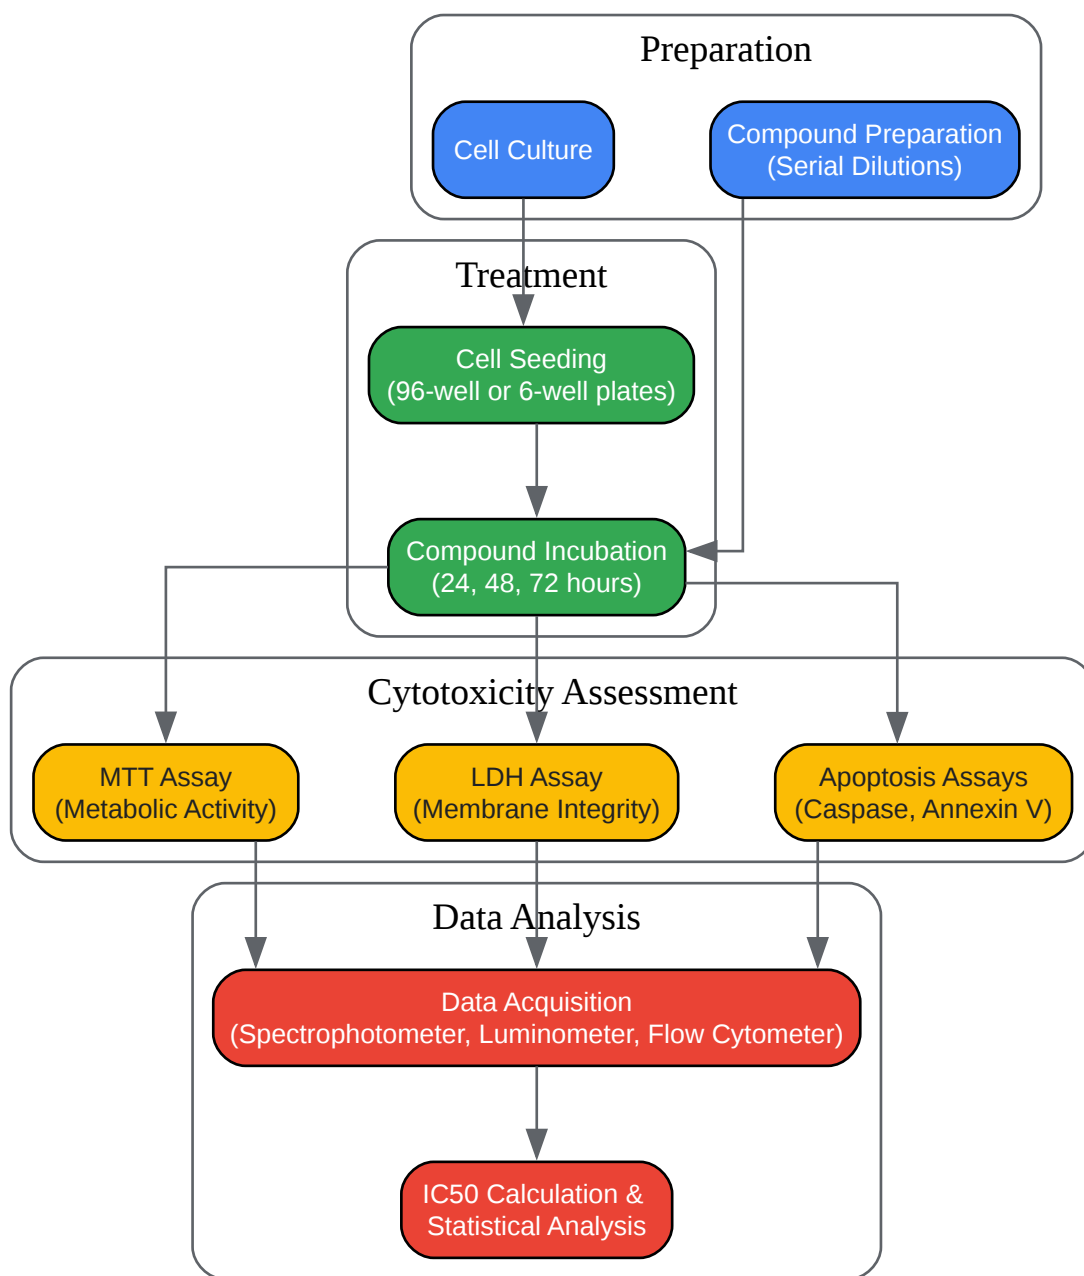 Preparation
Cell Culture
Compound Preparation
(Serial Dilutions)
Treatment
Cell Seeding
(96-well or 6-well plates)
Compound Incubation
(24, 48, 72 hours)
Cytotoxicity Assessment
MTT Assay
(Metabolic Activity)
LDH Assay
(Membrane Integrity)
Apoptosis Assays
(Caspase, Annexin V)
Data Analysis
Data Acquisition
(Spectrophotometer, Luminometer, Flow Cytometer)
IC50 Calculation &
Statistical Analysis